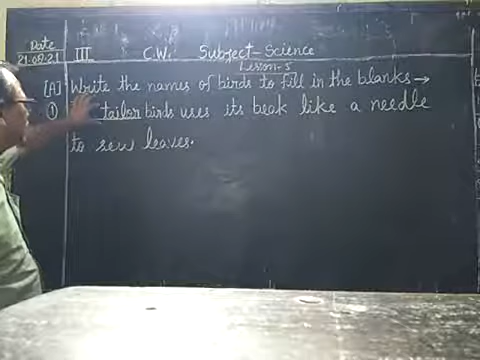 Date III C.W. Subject-Science
21.09.21 Lesson-5
[A] Write the names of birds to fill in the blanks →
① tailor birds uses its beak like a needle
to sew leaves.